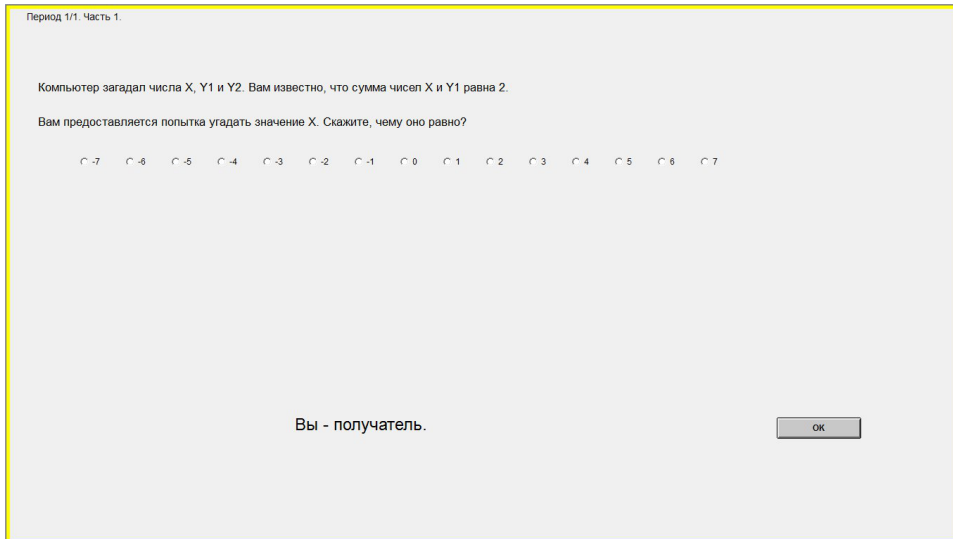 Период 1/1. Часть 1.
Компьютер загадал числа X, Y1 и Y2. Вам известно, что сумма чисел X и Y1 равна 2.
Вам предоставляется попытка угадать значение X. Скажите, чему оно равно?
-7 -6 -5 -4 -3 -2 -1 0 1 2 3 4 5 6 7
Вы - получатель.
OK